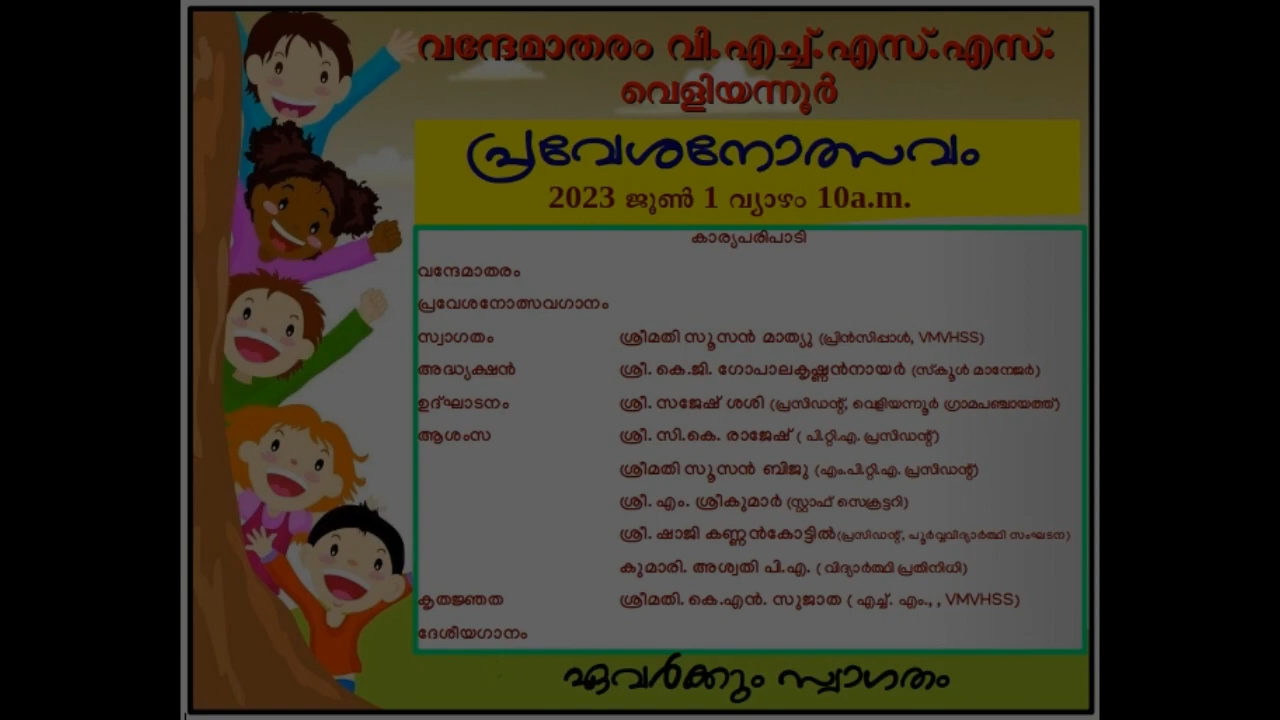 വന്ദേമാതരം വി.എച്ച്.എസ്.എസ്.
വെളിയന്നൂർ
പ്രവേശനോത്സവം
2023 ജൂൺ 1 വ്യാഴം 10a.m.
കാര്യപരിപാടി
വന്ദേമാതരം
പ്രവേശനോത്സവഗാനം
സ്വാഗതം ശ്രീമതി സൂസൻ മാത്യു (പ്രിൻസിപ്പാൾ, VMVHSS)
അദ്ധ്യക്ഷൻ ശ്രീ. കെ.ജി. ഗോപാലകൃഷ്ണൻനായർ (സ്കൂൾ മാനേജർ)
ഉദ്ഘാടനം ശ്രീ. സജേഷ് ശശി (പ്രസിഡന്റ്, വെളിയന്നൂർ ഗ്രാമപഞ്ചായത്ത്)
ആശംസ ശ്രീ. സി.കെ. രാജേഷ് ( പി.റ്റി.എ. പ്രസിഡന്റ്)
ശ്രീമതി സൂസൻ ബിജു (എം.പി.റ്റി.എ. പ്രസിഡന്റ്)
ശ്രീ. എം. ശ്രീകുമാർ (സ്റ്റാഫ് സെക്രട്ടറി)
ശ്രീ. ഷാജി കണ്ണൻകോട്ടിൽ(പ്രസിഡന്റ്, പൂർവ്വവിദ്യാർത്ഥി സംഘടന)
കുമാരി. അശ്വതി പി.എ. ( വിദ്യാർത്ഥി പ്രതിനിധി)
കൃതജ്ഞത ശ്രീമതി. കെ.എൻ. സുജാത ( എച്ച്. എം., , VMVHSS)
ദേശീയഗാനം
ഏവർക്കും സ്വാഗതം